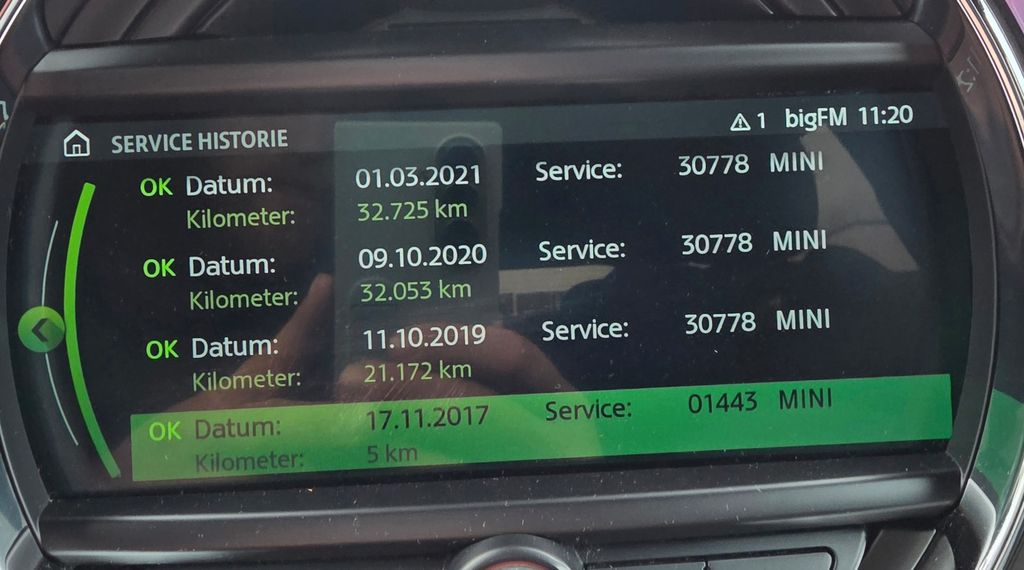 SERVICE HISTORIE 1 bigFM 11:20
OK Datum: 01.03.2021 Service: 30778 MINI
Kilometer: 32.725 km
OK Datum: 09.10.2020 Service: 30778 MINI
Kilometer: 32.053 km
OK Datum: 11.10.2019 Service: 30778 MINI
Kilometer: 21.172 km
OK Datum: 17.11.2017 Service: 01443 MINI
Kilometer: 5 km